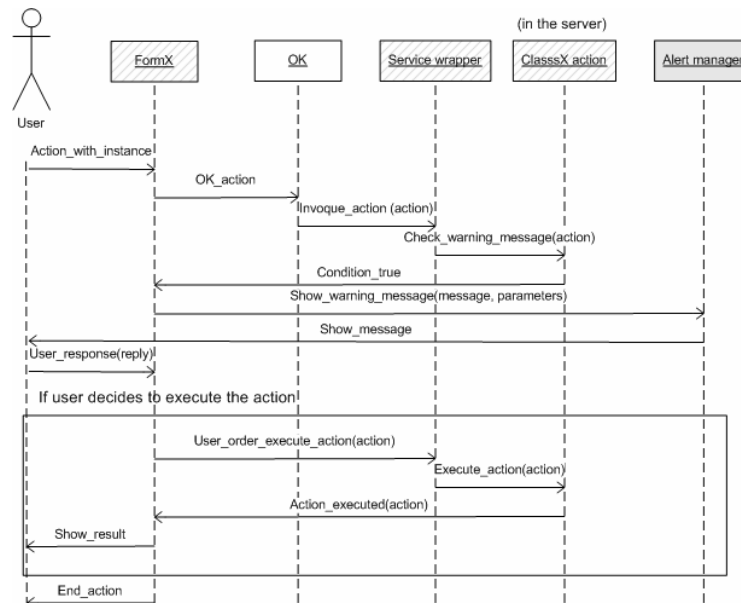 (in the server)
FormX
OK
Service wrapper
ClasssX action
Alert manager
User
Action_with_instance
OK_action
Invoque_action (action)
Check_warning_message(action)
Condition_true
Show_warning_message(message, parameters)
Show_message
User_response(reply)
If user decides to execute the action
User_order_execute_action(action)
Execute_action(action)
Action_executed(action)
Show_result
End_action